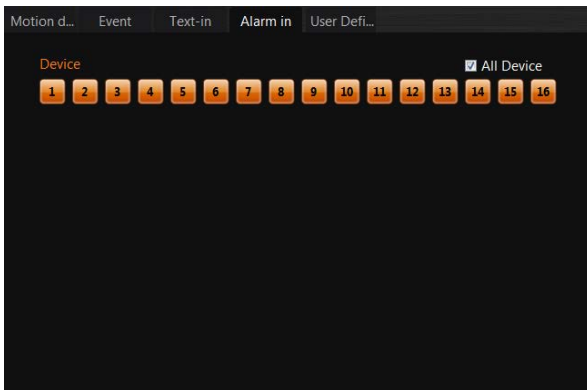 Motion d... Event Text-in Alarm in User Defi...
Device All Device
1 2 3 4 5 6 7 8 9 10 11 12 13 14 15 16